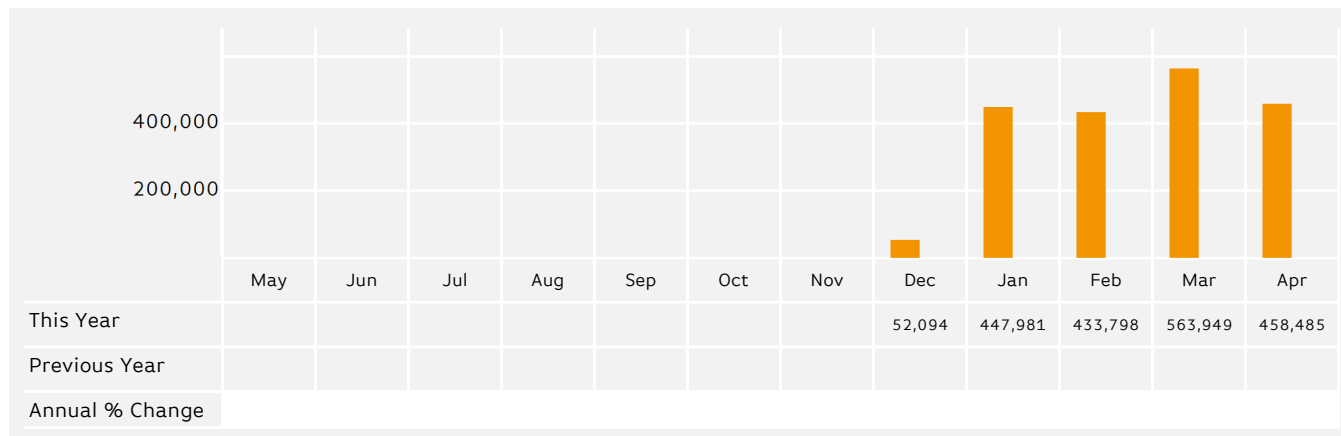 400,000
200,000
May Jun Jul Aug Sep Oct Nov Dec Jan Feb Mar Apr
This Year 52,094 447,981 433,798 563,949 458,485
Previous Year
Annual % Change